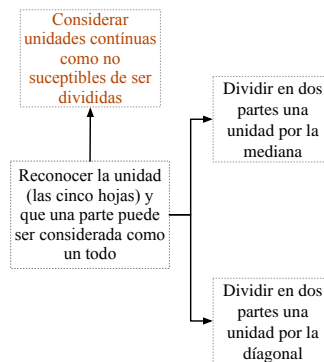 Considerar
unidades contínuas
como no
suceptibles de ser
divididas
Dividir en dos
partes una
unidad por la
mediana
Reconocer la unidad
(las cinco hojas) y
que una parte puede
ser considerada como
un todo
Dividir en dos
partes una
unidad por la
díagonal